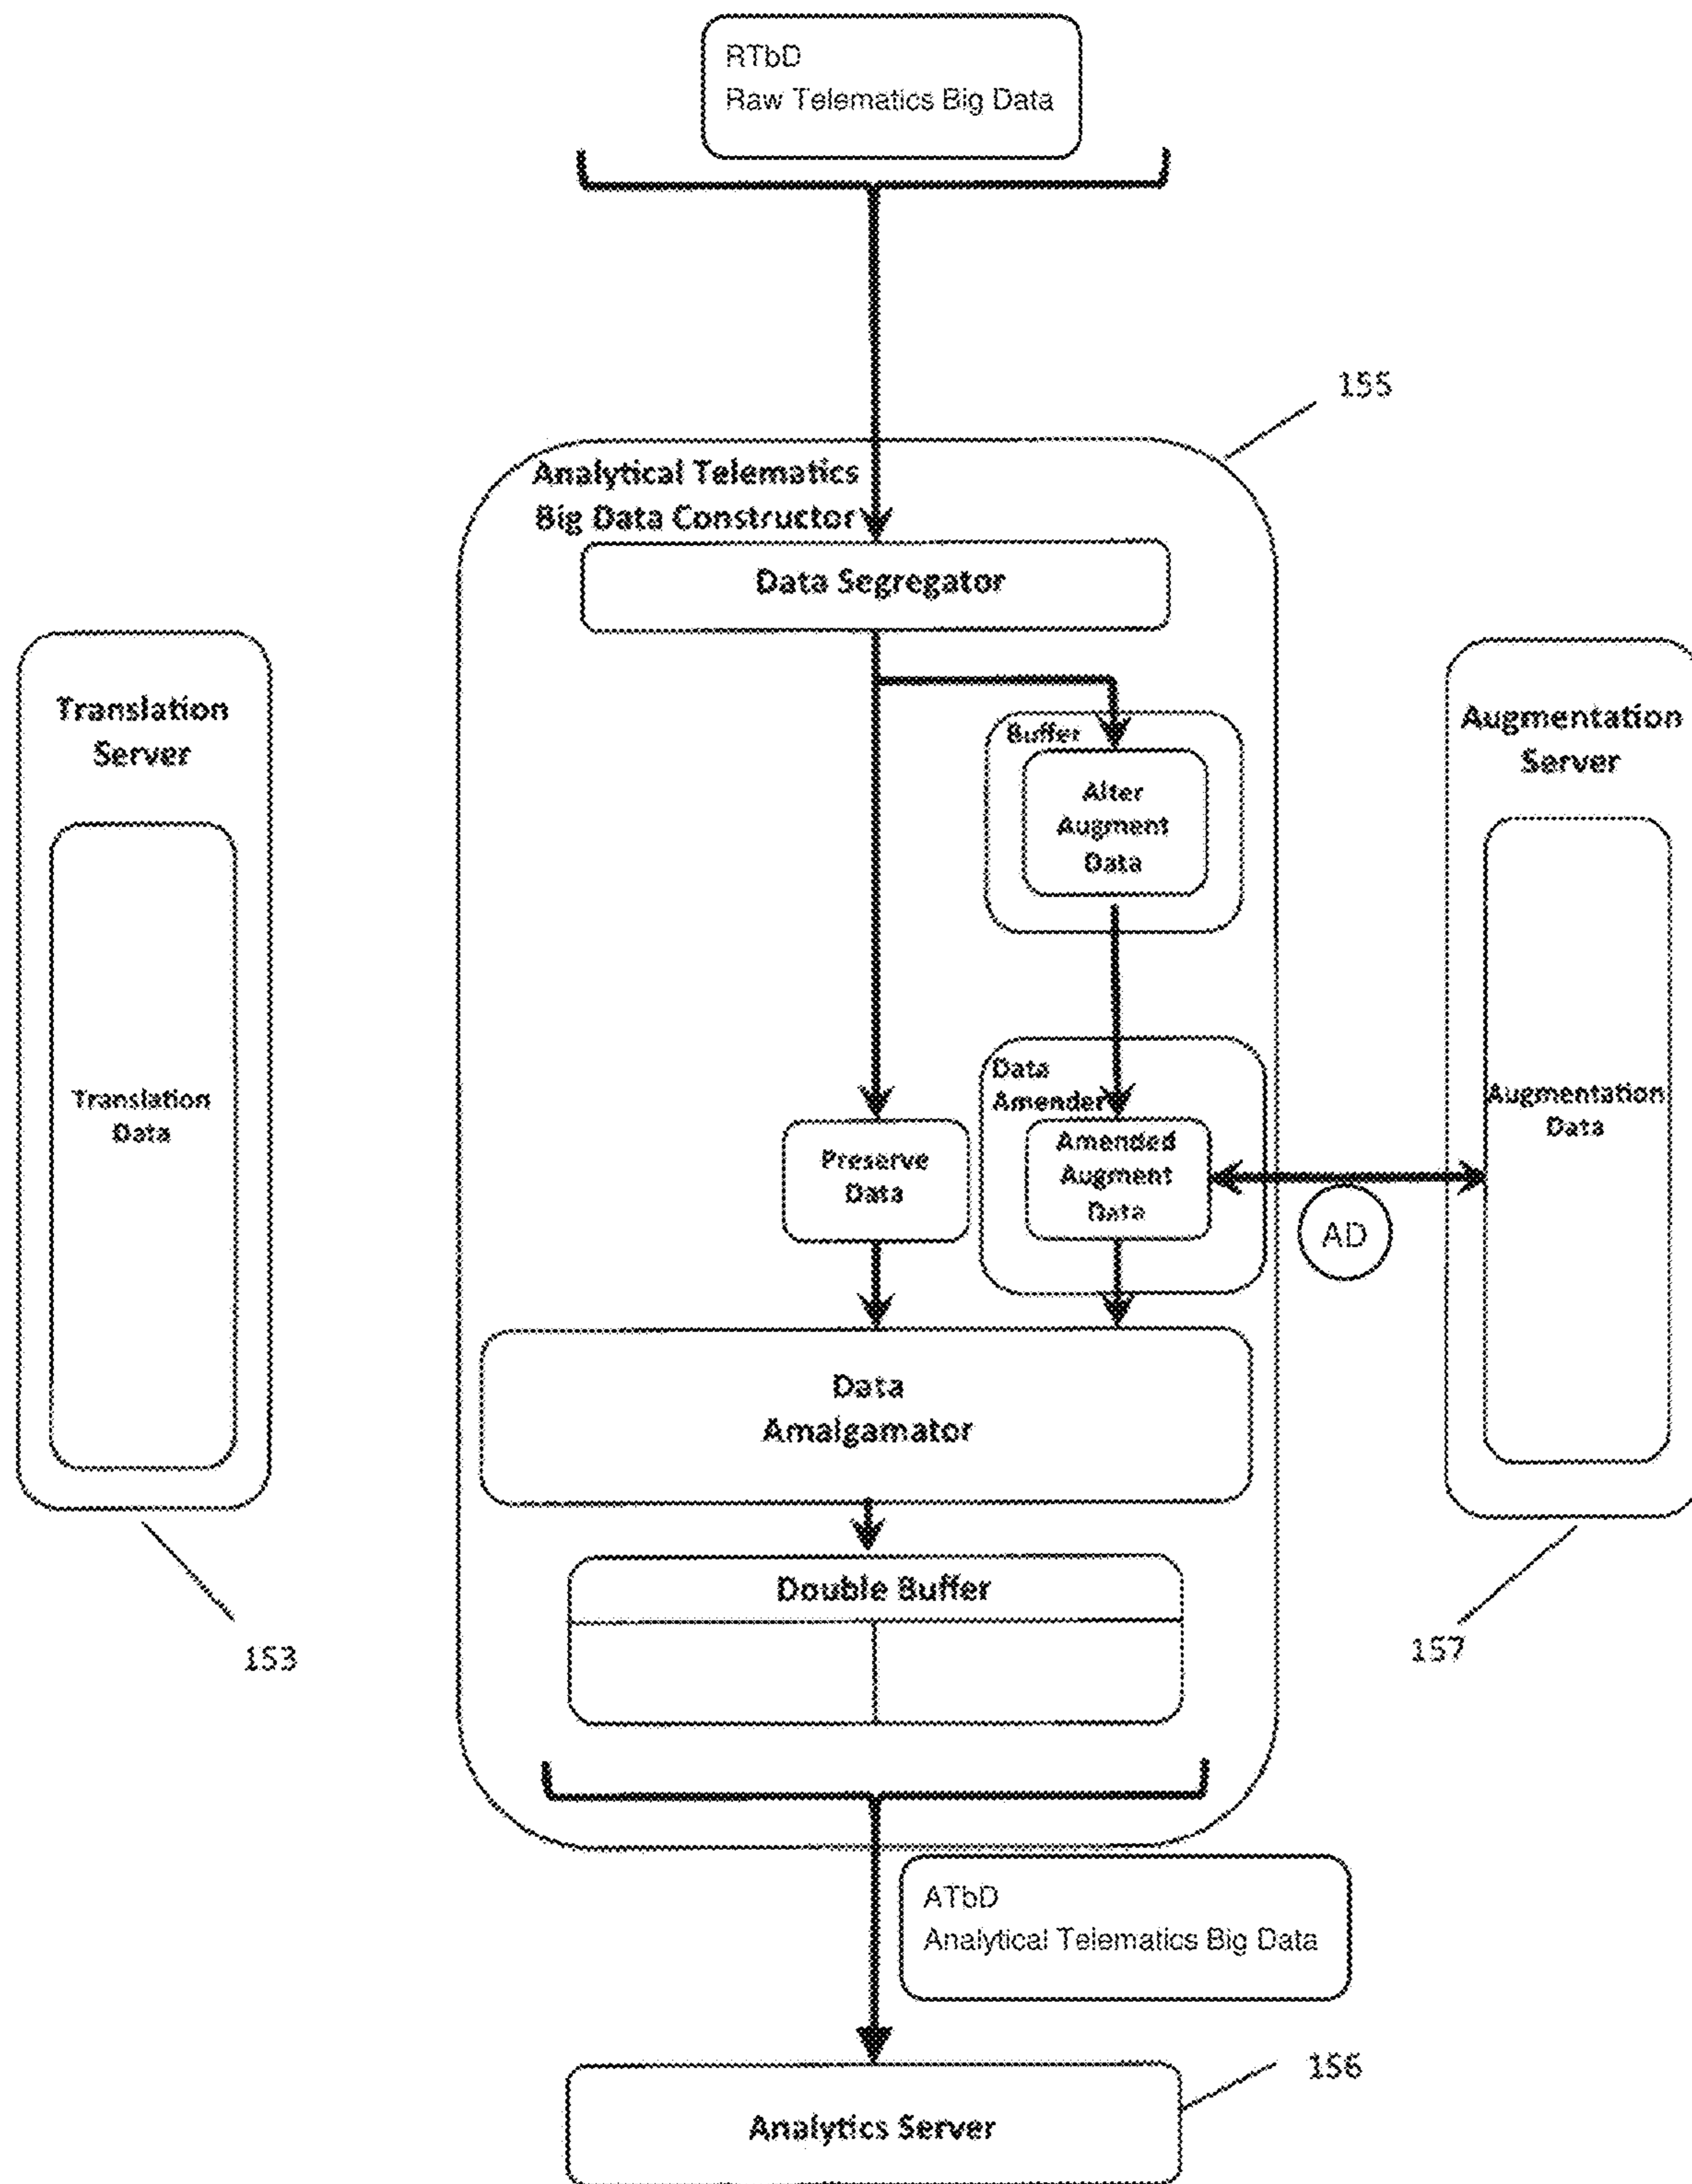 RTbD
Raw Telematics Big Data
155
Analytical Telematics
Big Data Constructor
Data Segregator
Translation
Server
Buffer
Augmentation
Server
Alter
Augment
Data
Translation
Data
Data
Amender
Augmentation
Data
Preserve
Data
Amended
Augment
Data
AD
Data
Amalgamator
Double Buffer
153
157
ATbD
Analytical Telematics Big Data
156
Analytics Server